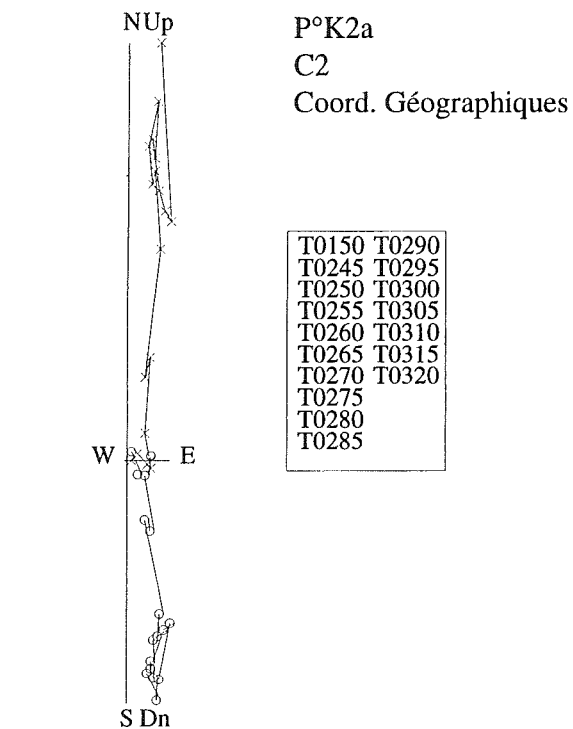 NUp
P°K2a
C2
Coord. Géographiques
T0150 T0290
T0245 T0295
T0250 T0300
T0255 T0305
T0260 T0310
T0265 T0315
T0270 T0320
T0275
T0280
T0285
W E
S Dn